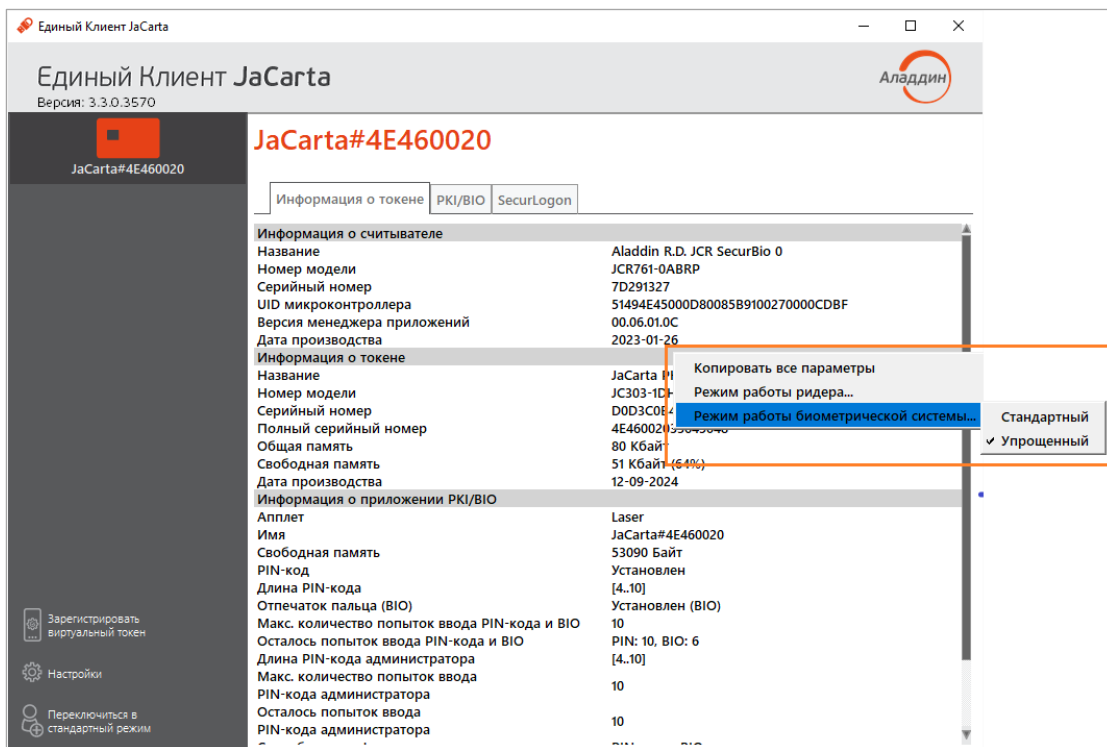 Единый Клиент JaCarta
Единый Клиент JaCarta
Версия: 3.3.0.3570
Аладдин
JaCarta#4E460020
JaCarta#4E460020
Информация о токене PKI/BIO SecurLogon
Информация о считывателе
Название Aladdin R.D. JCR SecurBio 0
Номер модели JCR761-0ABRP
Серийный номер 7D291327
UID микроконтроллера 51494E45000D80085B9100270000CDBF
Версия менеджера приложений 00.06.01.0C
Дата производства 2023-01-26
Информация о токене
Название JaCarta
Номер модели JC303-1DH
Серийный номер D0D3C0E4
Полный серийный номер
Общая память 80 Кбайт
Свободная память 51 Кбайт (64%)
Дата производства 12-09-2024
Копировать все параметры
Режим работы ридера...
Режим работы биометрической системы...
Стандартный
Упрощенный
Информация о приложении PKI/BIO
Апплет Laser
Имя JaCarta#4E460020
Свободная память 53090 Байт
PIN-код Установлен
Длина PIN-кода [4..10]
Отпечаток пальца (BIO) Установлен (BIO)
Макс. количество попыток ввода PIN-кода и BIO 10
Осталось попыток ввода PIN-кода и BIO PIN: 10, BIO: 6
Длина PIN-кода администратора [4..10]
Макс. количество попыток ввода
PIN-кода администратора 10
Осталось попыток ввода
PIN-кода администратора 10
Зарегистрировать
виртуальный токен
Настройки
Переключиться в
стандартный режим